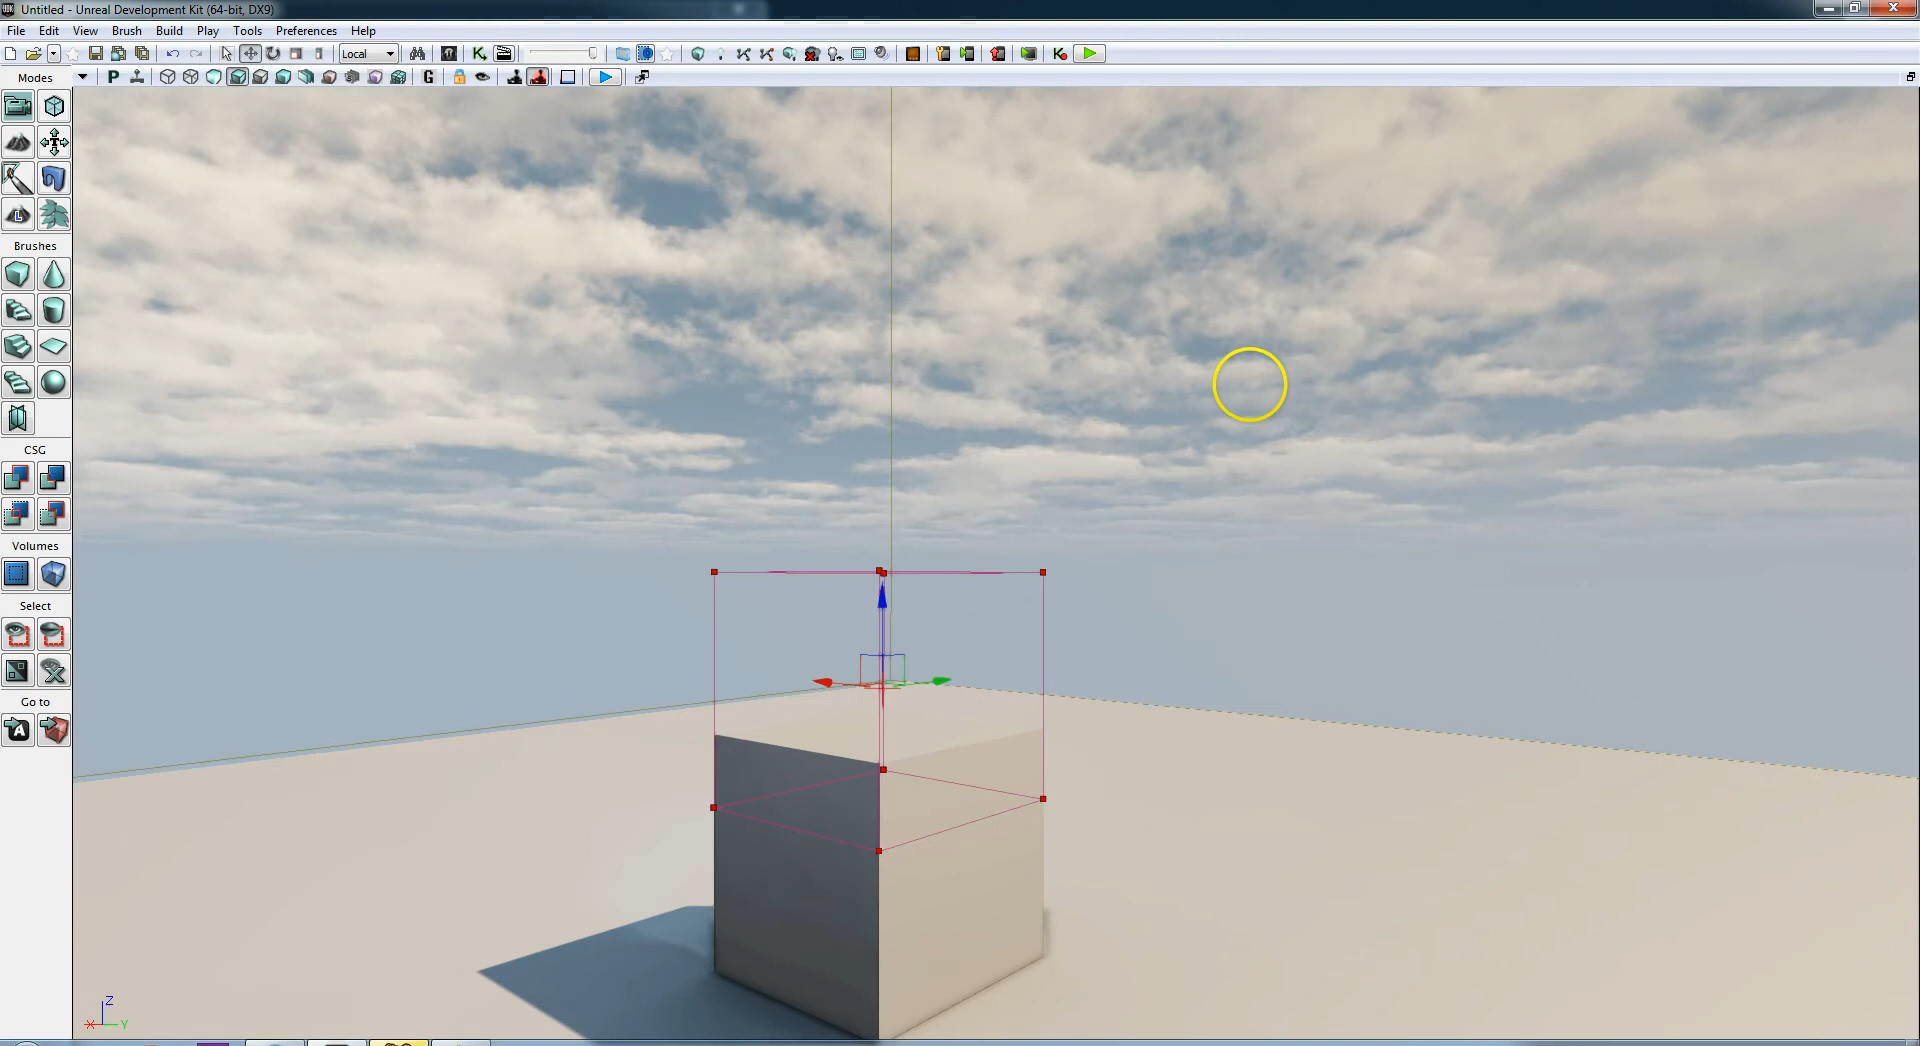 Untitled - Unreal Development Kit (64-bit, DX9)
File Edit View Brush Build Play Tools Preferences Help
Local
Modes
P
G
Brushes
CSG
Volumes
Select
Go to
A
Z
X Y